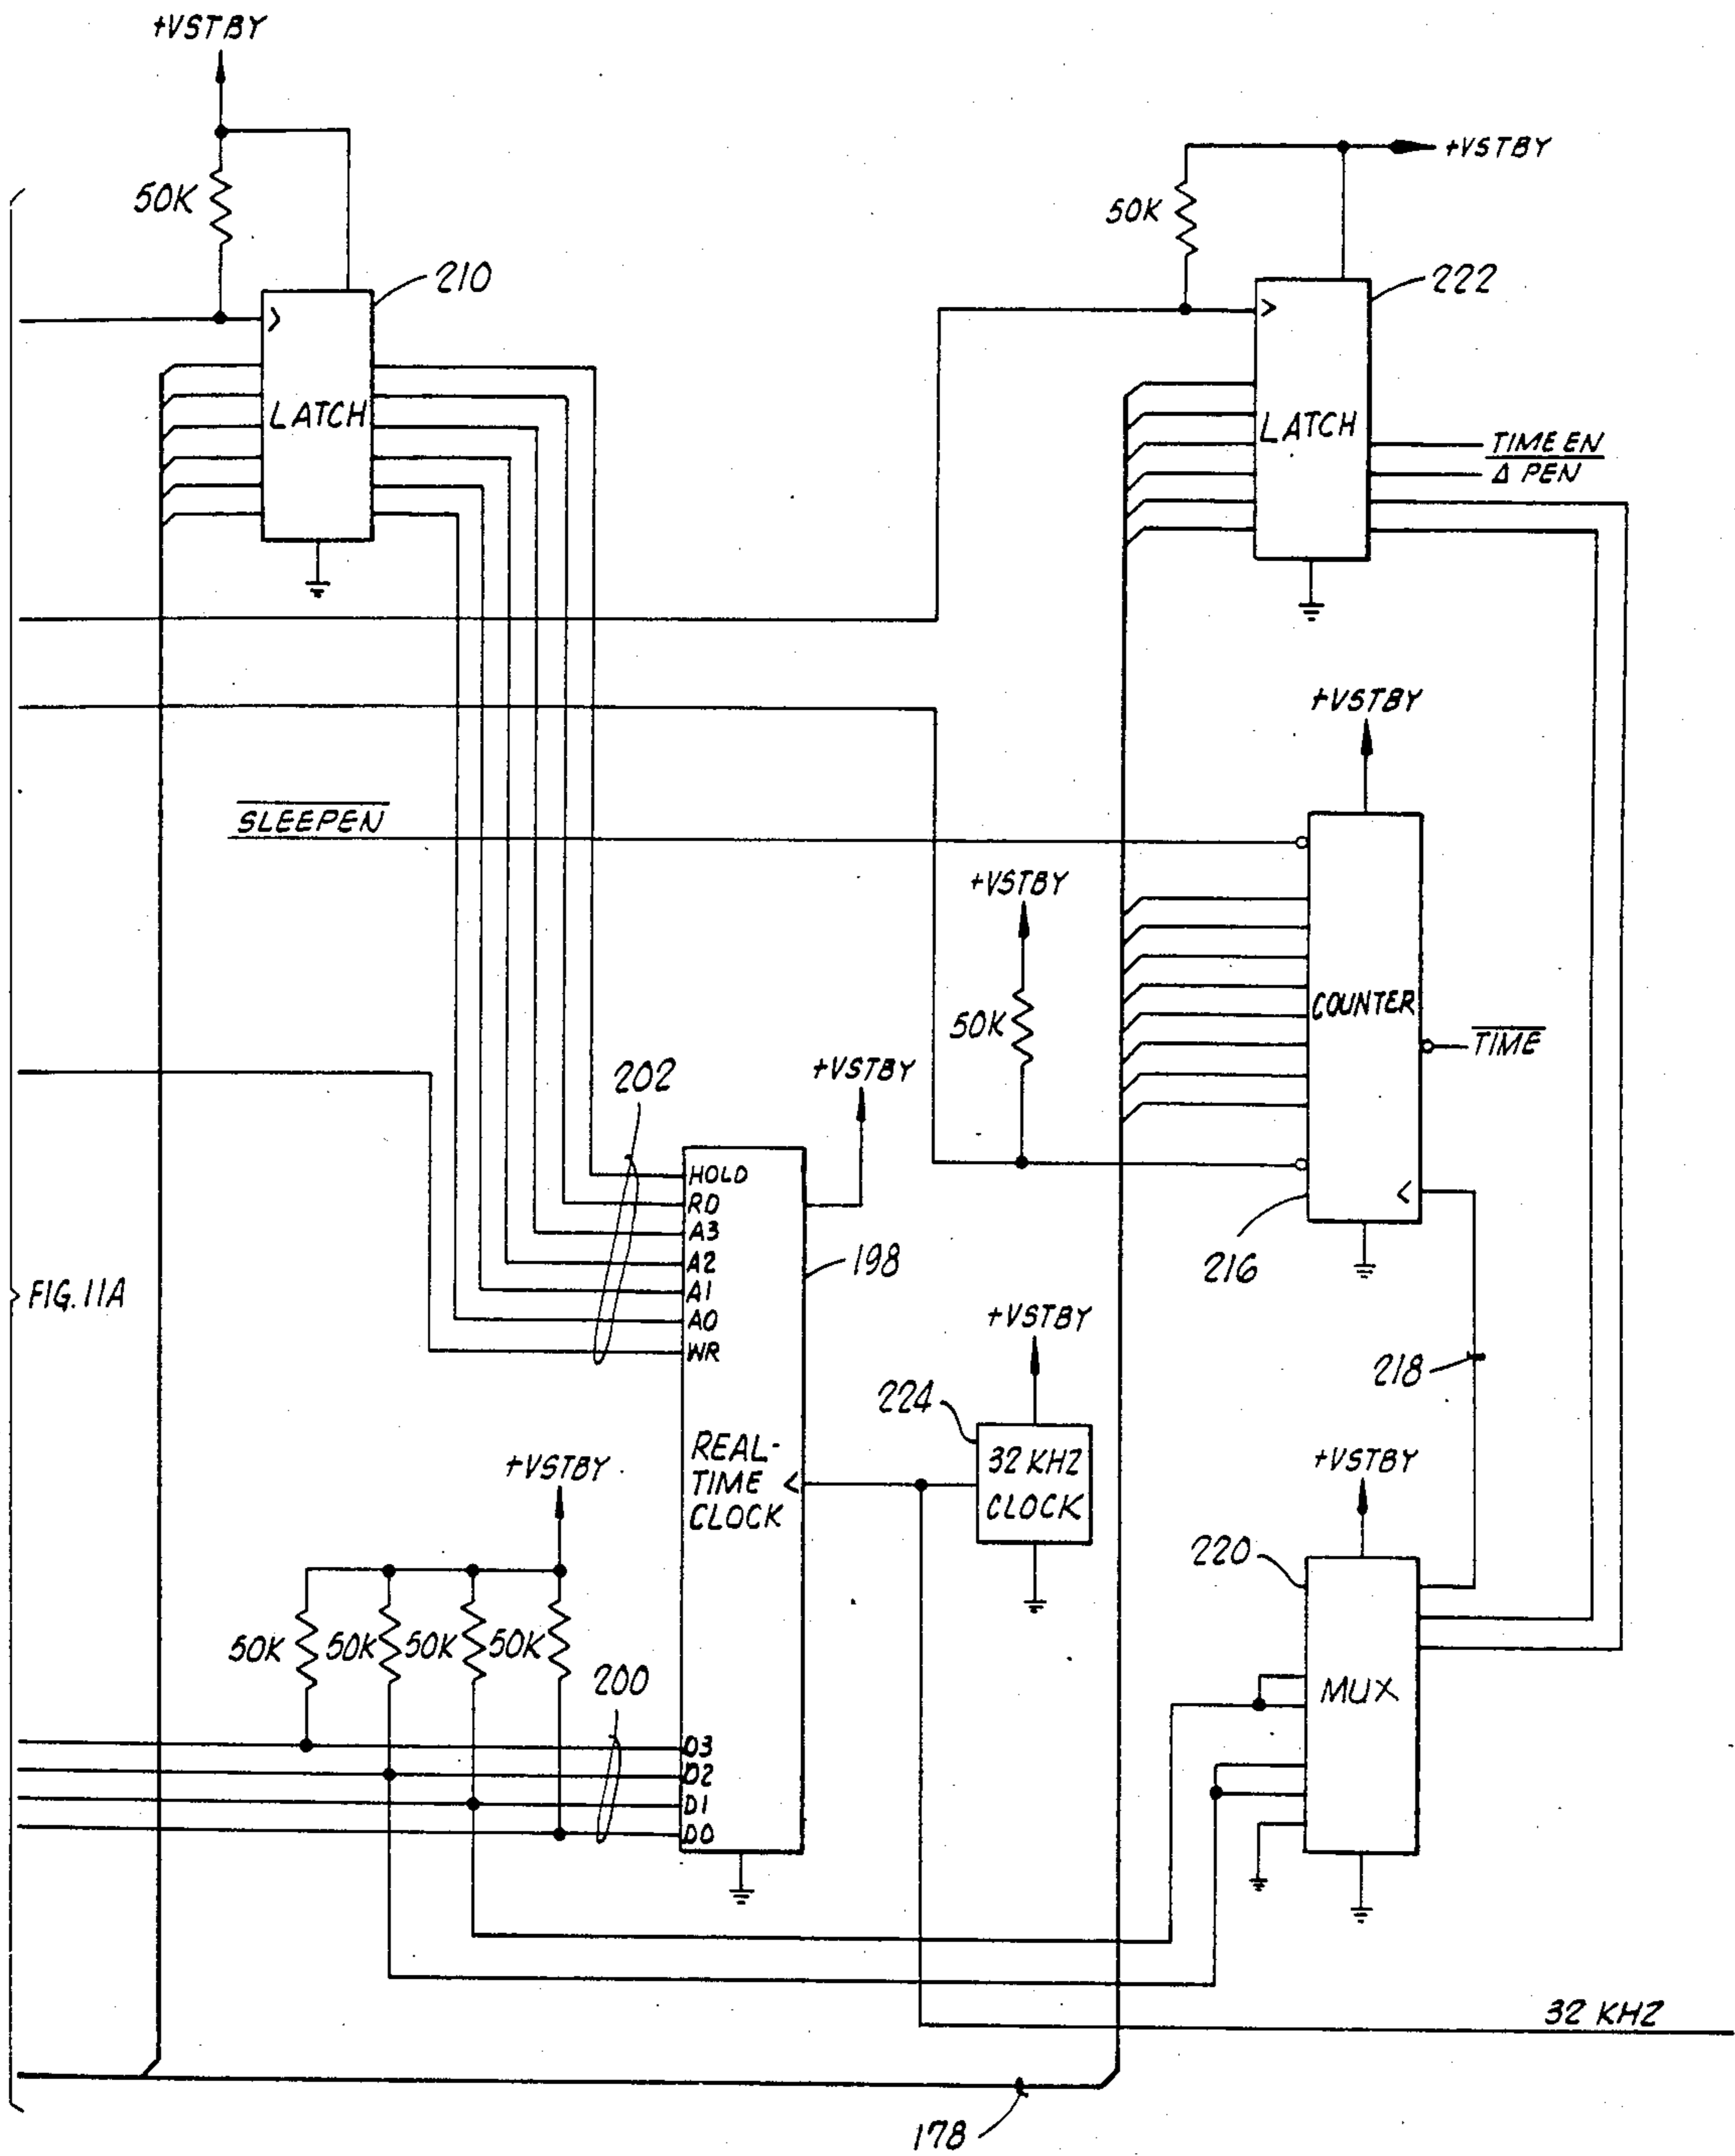 +VSTBY
+VSTBY
50K
50K
210
222
LATCH
LATCH
TIME EN
Δ PEN
+VSTBY
SLEEPEN
+VSTBY
50K
COUNTER
TIME
202
+VSTBY
HOLD
RD
A3
A2
A1
A0
WR
198
216
FIG. 11A
+VSTBY
218
224
32 KHZ
CLOCK
REAL-
TIME
CLOCK
+VSTBY
+VSTBY
220
50K
50K
50K
50K
200
MUX
D3
D2
D1
D0
32 KHZ
178